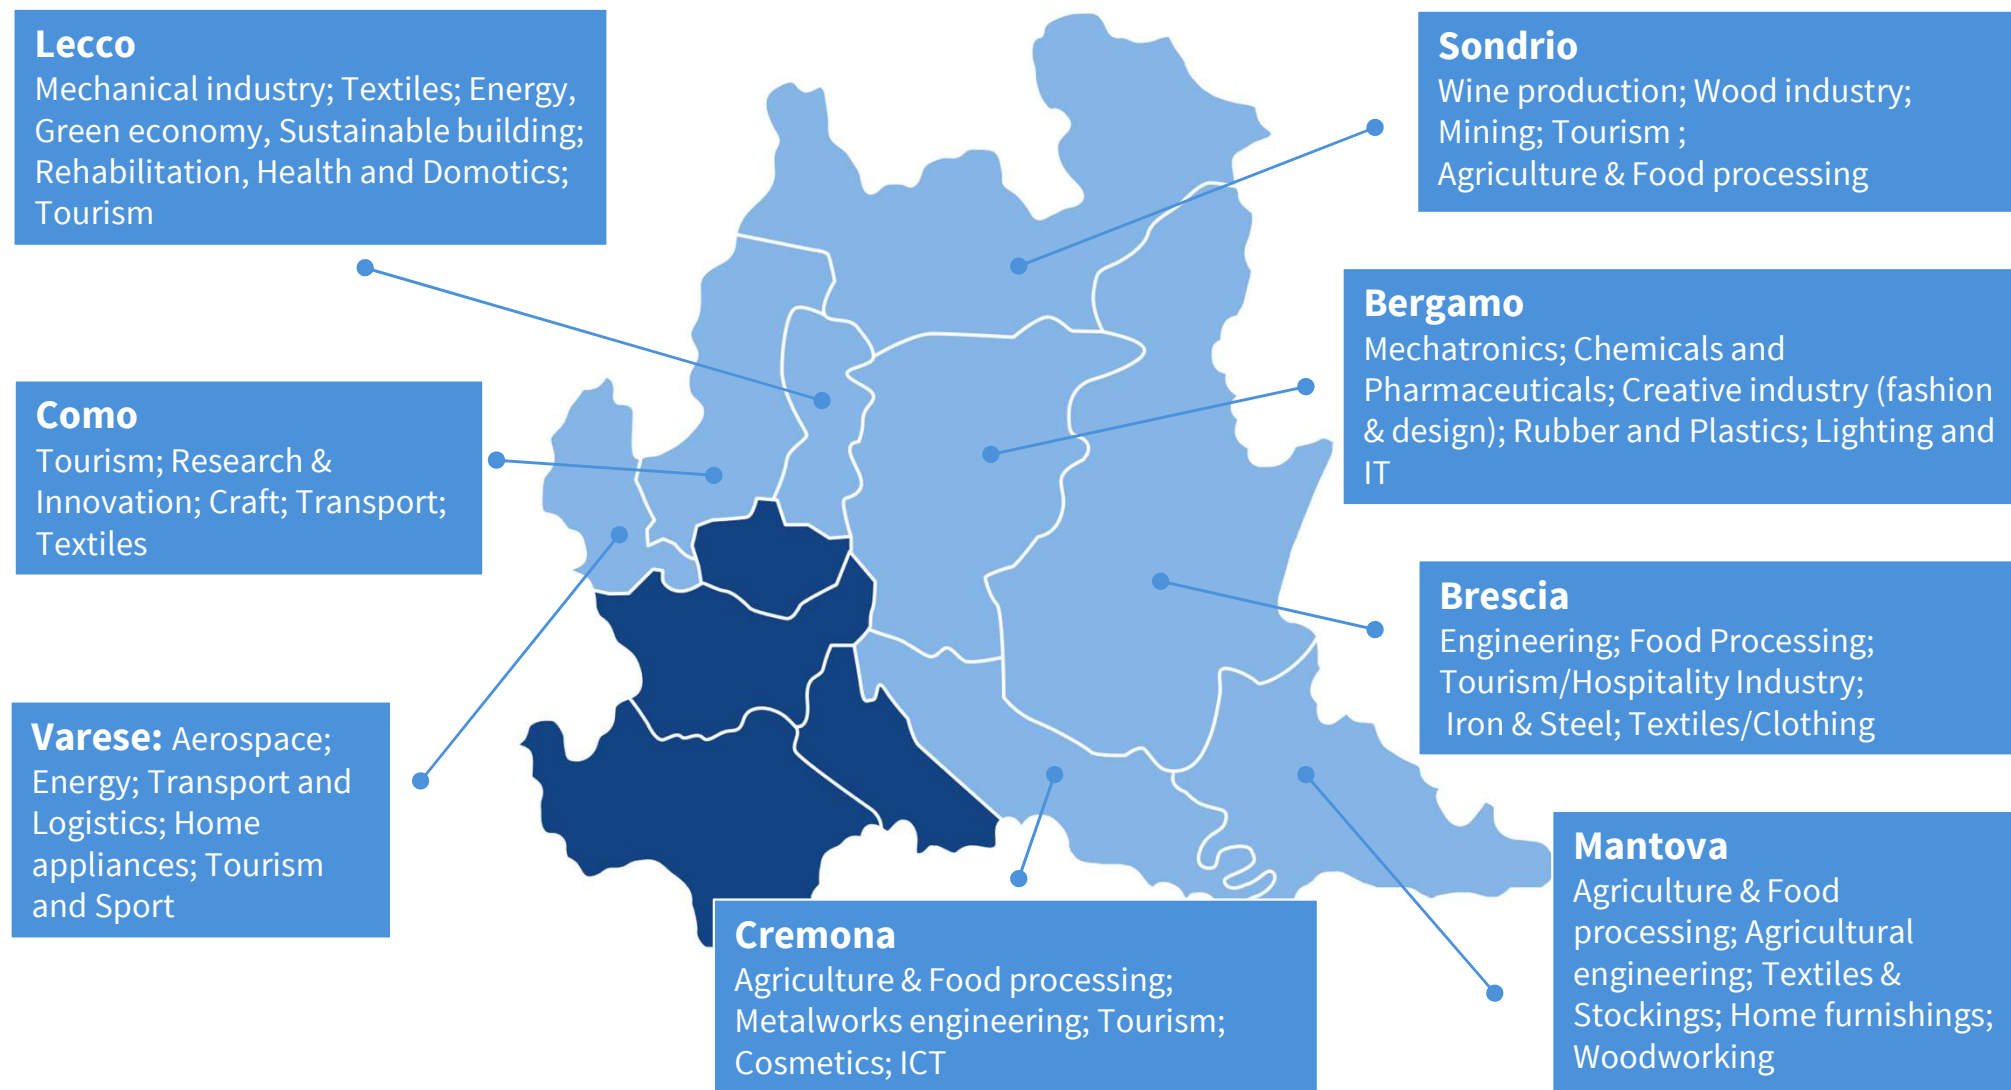 Lecco
Mechanical industry; Textiles; Energy,
Green economy, Sustainable building;
Rehabilitation, Health and Domotics;
Tourism
Sondrio
Wine production; Wood industry;
Mining; Tourism ;
Agriculture & Food processing
Bergamo
Mechatronics; Chemicals and
Pharmaceuticals; Creative industry (fashion
& design); Rubber and Plastics; Lighting and
IT
Como
Tourism; Research &
Innovation; Craft; Transport;
Textiles
Brescia
Engineering; Food Processing;
Tourism/Hospitality Industry;
Iron & Steel; Textiles/Clothing
Varese: Aerospace;
Energy; Transport and
Logistics; Home
appliances; Tourism
and Sport
Mantova
Agriculture & Food
processing; Agricultural
engineering; Textiles &
Stockings; Home furnishings;
Woodworking
Cremona
Agriculture & Food processing;
Metalworks engineering; Tourism;
Cosmetics; ICT